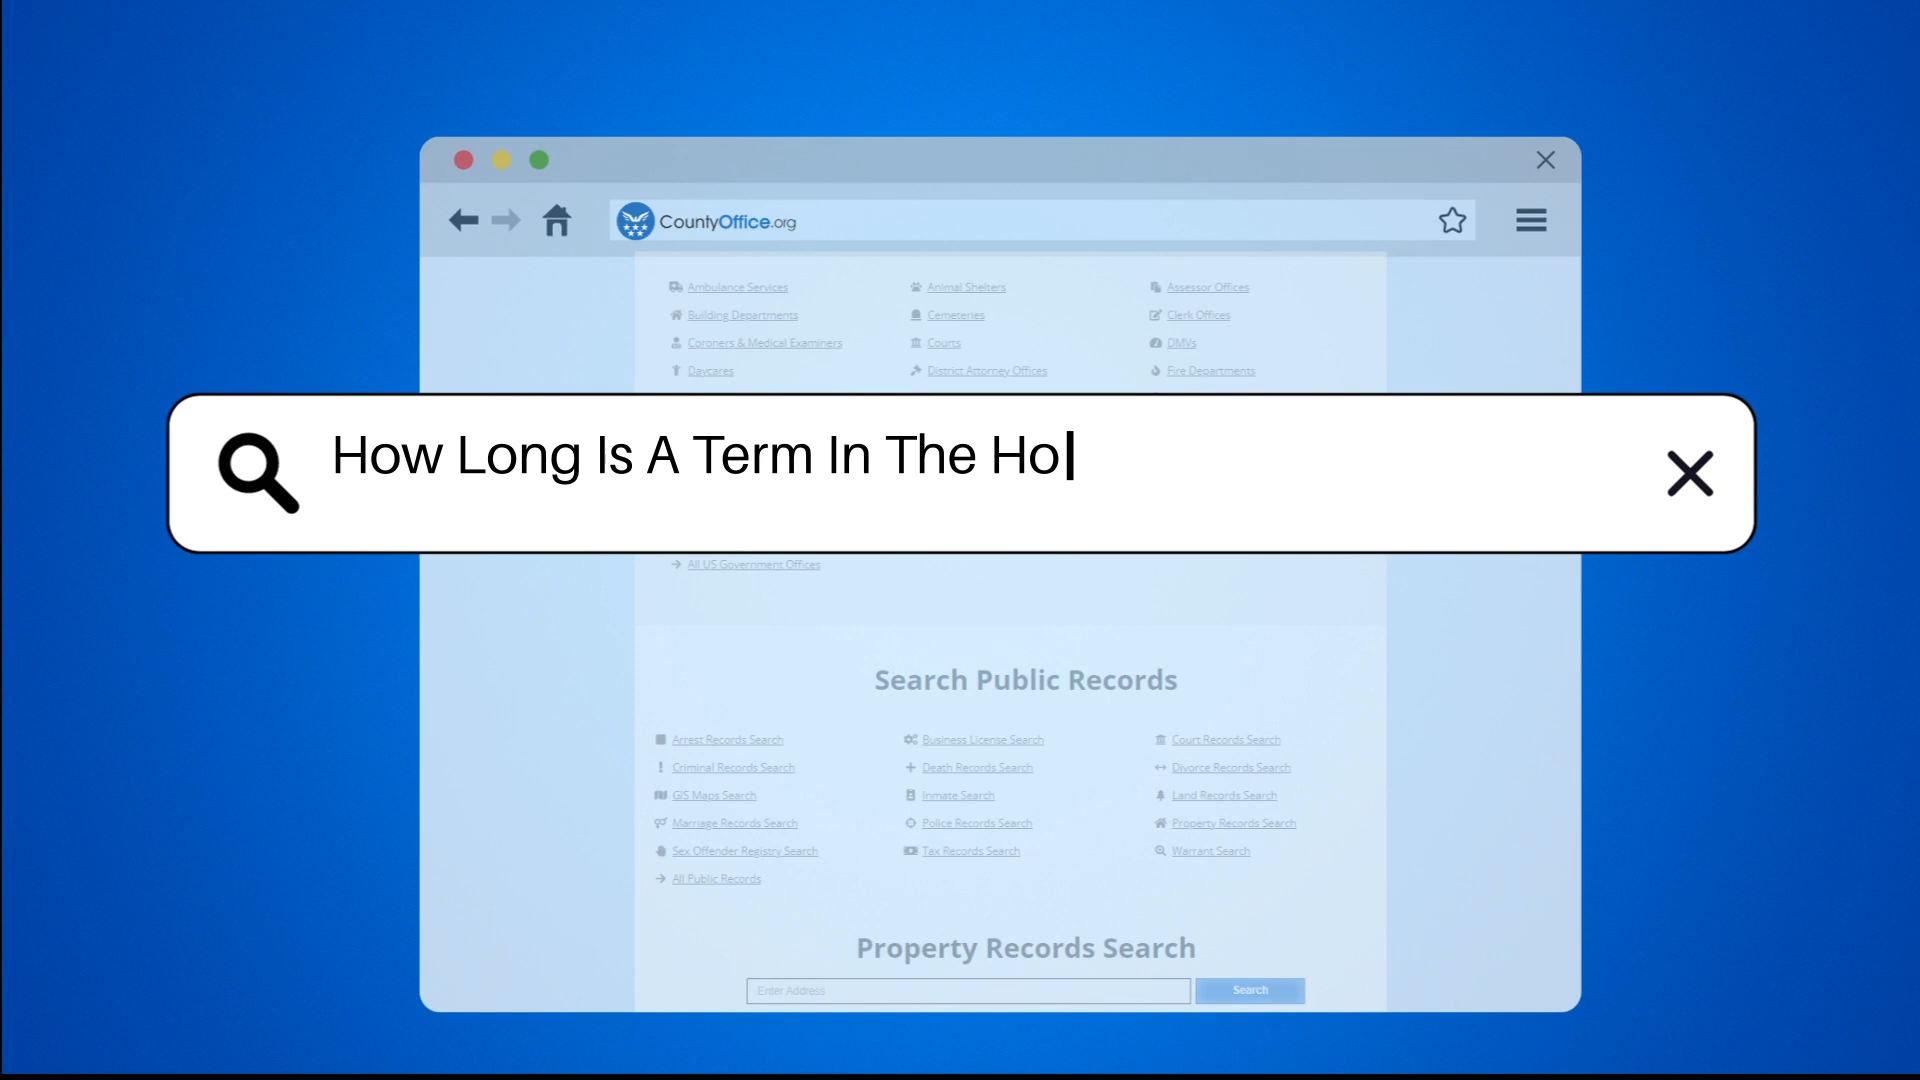 CountyOffice.org
Ambulance Services Animal Shelters Assessor Offices
Building Departments Cemeteries Clerk Offices
Coroners & Medical Examiners Courts DMVs
Daycares District Attorney Offices Fire Departments
How Long Is A Term In The Ho
All US Government Offices
Search Public Records
Arrest Records Search Business License Search Court Records Search
Criminal Records Search Death Records Search Divorce Records Search
GIS Maps Search Inmate Search Land Records Search
Marriage Records Search Police Records Search Property Records Search
Sex Offender Registry Search Tax Records Search Warrant Search
All Public Records
Property Records Search
Enter Address Search